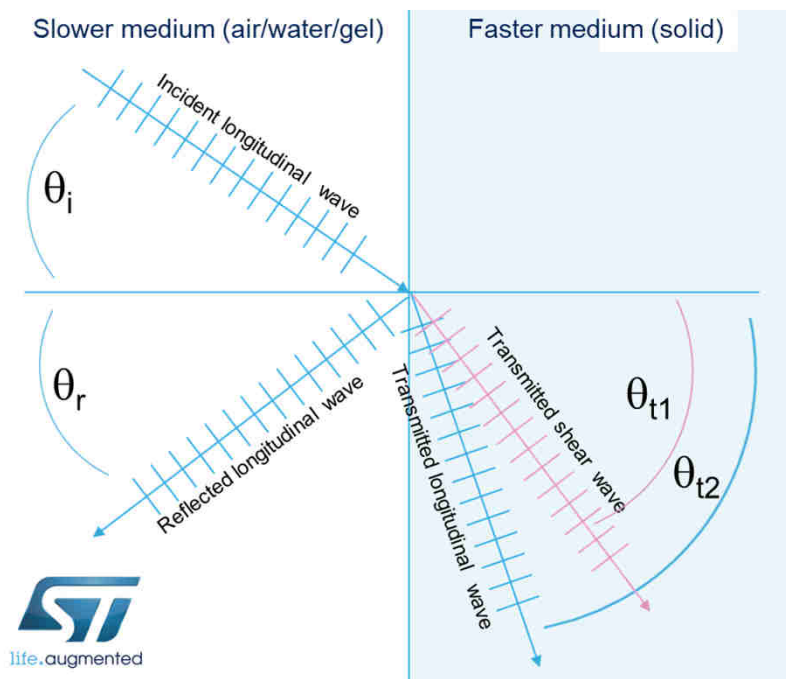 Slower medium (air/water/gel)
Faster medium (solid)
Incident longitudinal wave
θi
θr
Reflected longitudinal wave
Transmitted longitudinal wave
Transmitted shear wave
θt1
θt2
ST
life.augmented